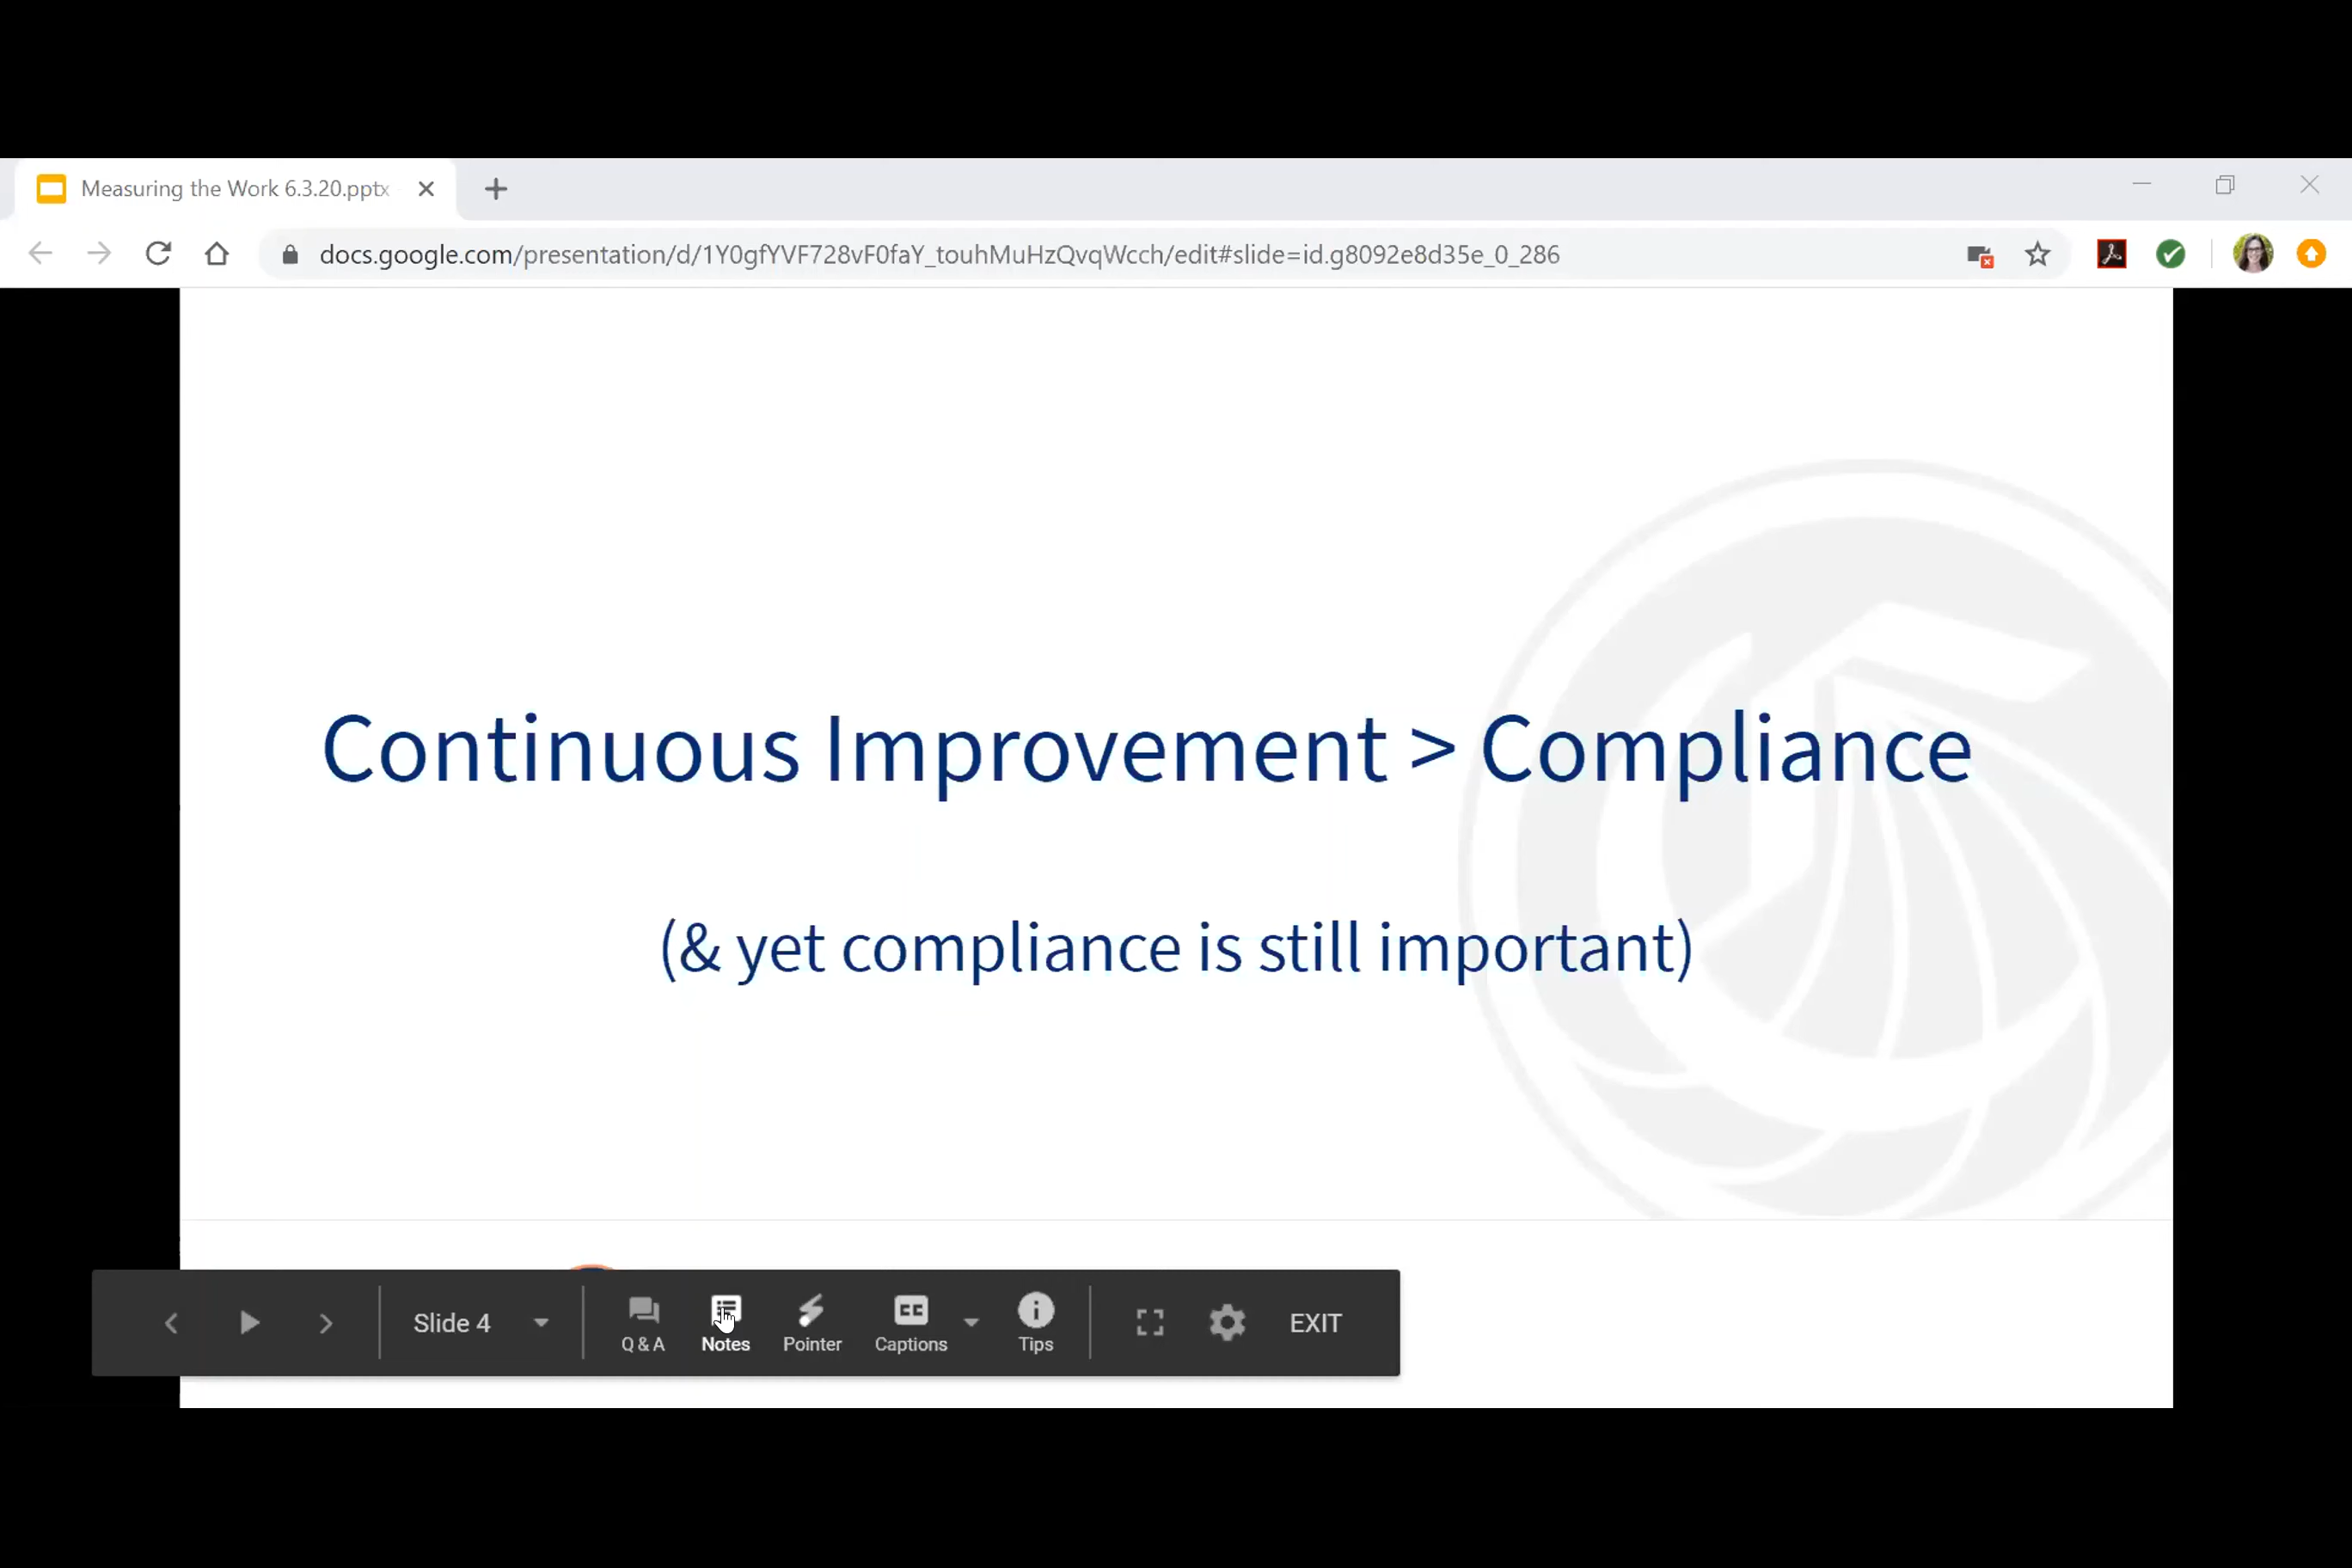 Measuring the Work 6.3.20.pptx
docs.google.com/presentation/d/1Y0gfYVF728vF0faY_touhMuHzQvqWcch/edit#slide=id.g8092e8d35e_0_286
Continuous Improvement > Compliance
(& yet compliance is still important)
Slide 4
Q & A
Notes
Pointer
CC
Captions
Tips
EXIT